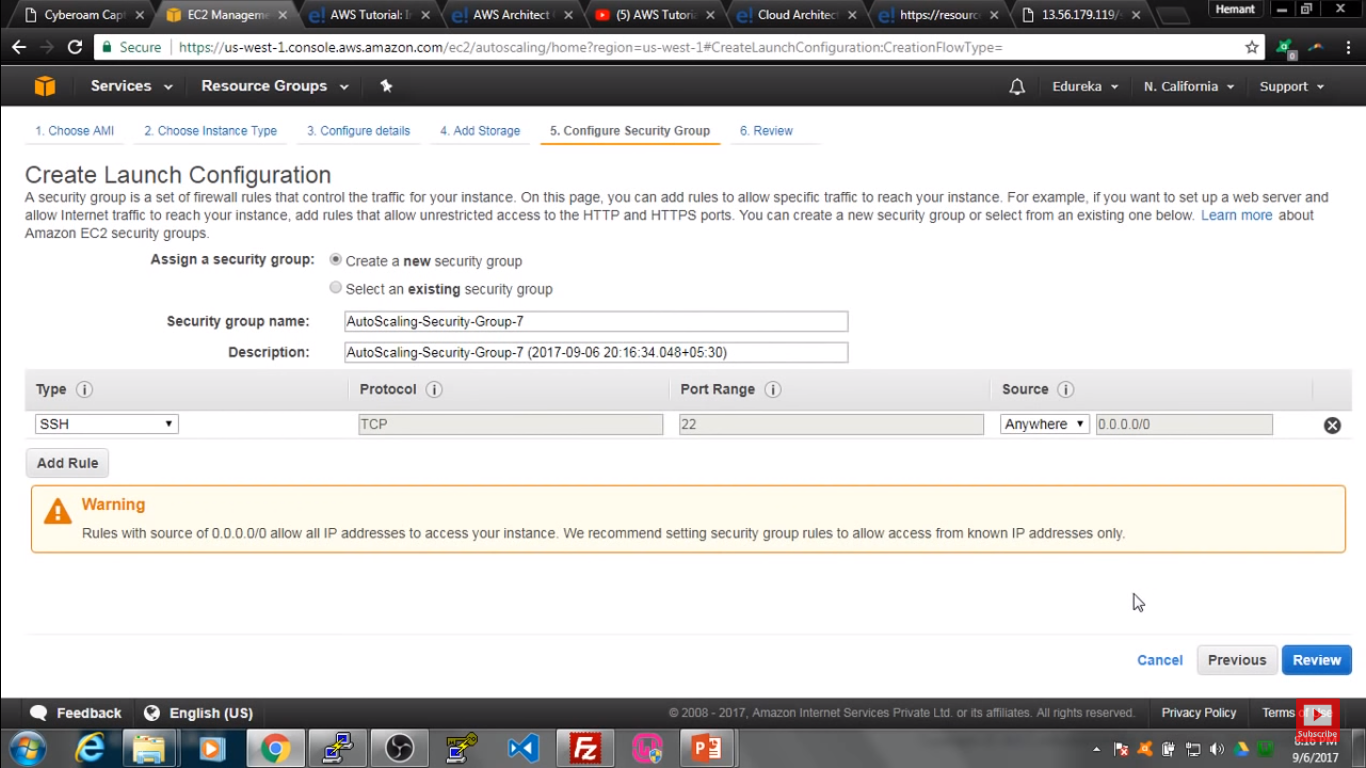 Cyberoam Capt
EC2 Manageme
AWS Tutorial: I
AWS Architect
(5) AWS Tutoria
Cloud Architect
https://resourc
13.56.179.119/
Hemant
Secure
https://us-west-1.console.aws.amazon.com/ec2/autoscaling/home?region=us-west-1#CreateLaunchConfiguration:CreationFlowType=
0
Services
Resource Groups
Edureka
N. California
Support
1. Choose AMI
2. Choose Instance Type
3. Configure details
4. Add Storage
5. Configure Security Group
6. Review
Create Launch Configuration
A security group is a set of firewall rules that control the traffic for your instance. On this page, you can add rules to allow specific traffic to reach your instance. For example, if you want to set up a web server and
allow Internet traffic to reach your instance, add rules that allow unrestricted access to the HTTP and HTTPS ports. You can create a new security group or select from an existing one below. Learn more about
Amazon EC2 security groups.
Assign a security group:
Create a new security group
Select an existing security group
Security group name:
AutoScaling-Security-Group-7
Description:
AutoScaling-Security-Group-7 (2017-09-06 20:16:34.048+05:30)
Type
Protocol
Port Range
Source
SSH
TCP
22
Anywhere
0.0.0.0/0
Add Rule
Warning
Rules with source of 0.0.0.0/0 allow all IP addresses to access your instance. We recommend setting security group rules to allow access from known IP addresses only.
Cancel
Previous
Review
Feedback
English (US)
© 2008 - 2017, Amazon Internet Services Private Ltd. or its affiliates. All rights reserved.
Privacy Policy
Terms
Subscribe
9/6/2017